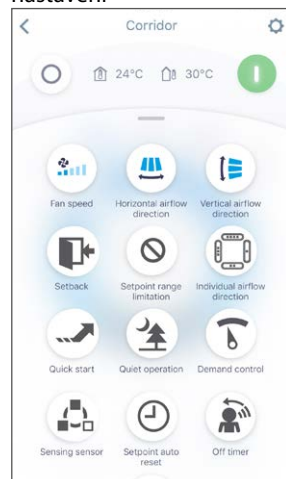 nastavení
Corridor
24°C 30°C
Fan speed
Horizontal airflow
direction
Vertical airflow
direction
Setback
Setpoint range
limitation
Individual airflow
direction
Quick start
Quiet operation
Demand control
Sensing sensor
Setpoint auto
reset
Off timer